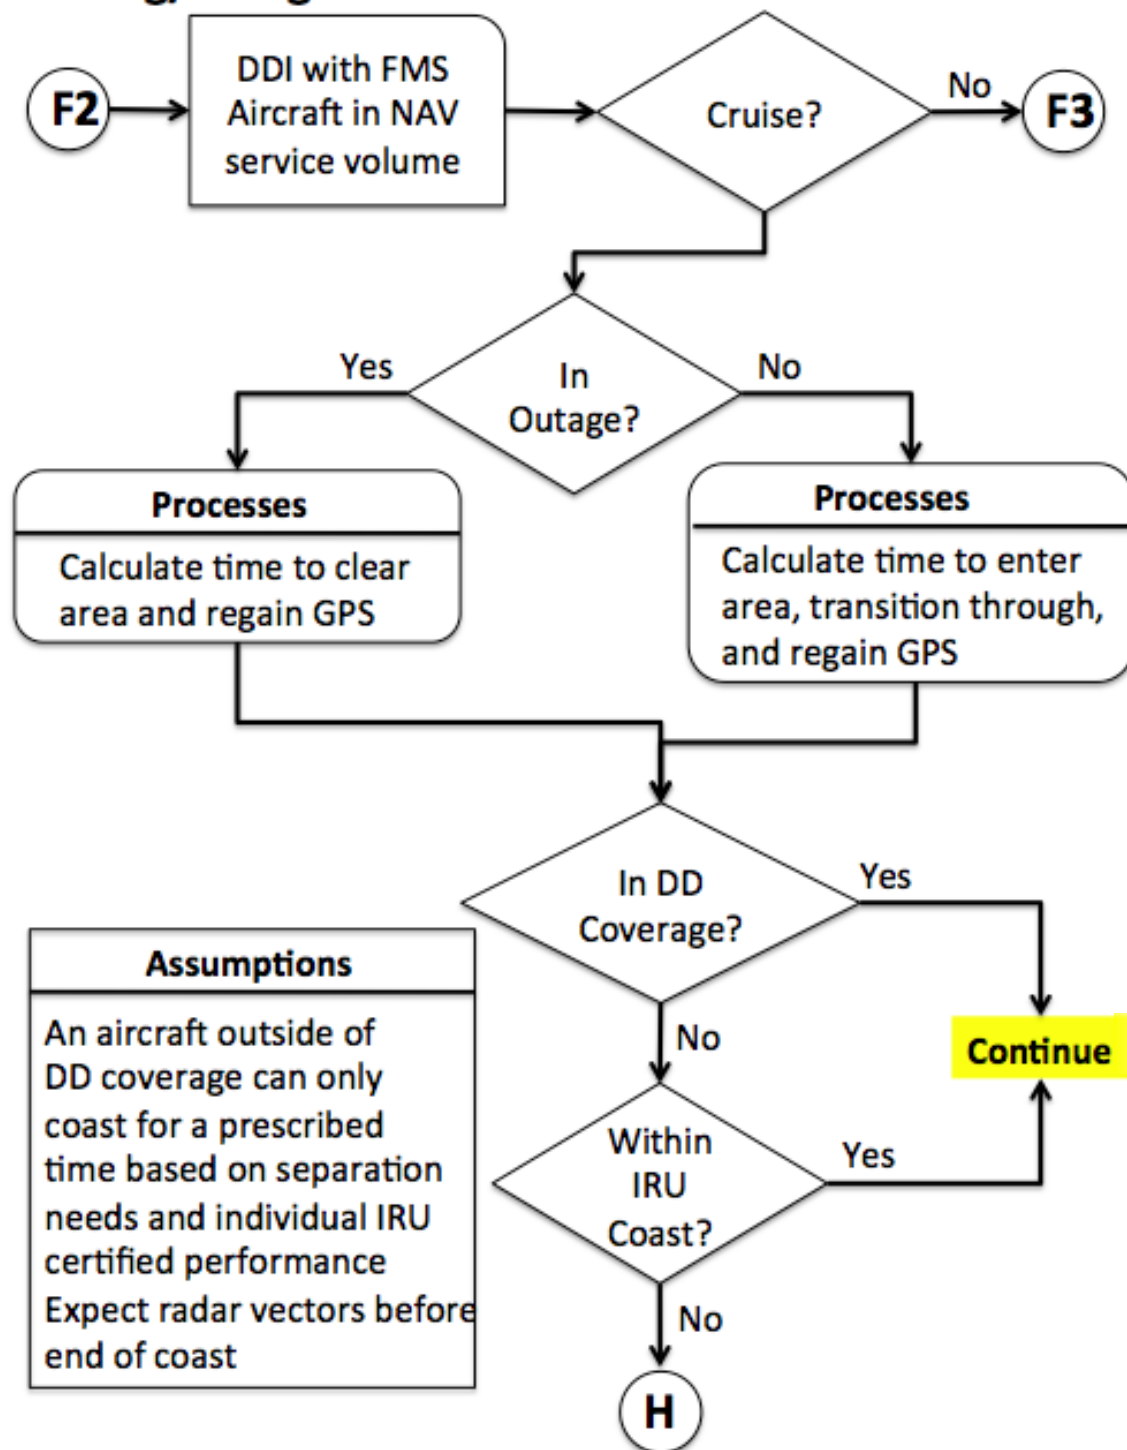 F2
DDI with FMS
Aircraft in NAV
service volume
Cruise?
No
F3
In
Outage?
Yes
No
Processes
Calculate time to clear
area and regain GPS
Processes
Calculate time to enter
area, transition through,
and regain GPS
In DD
Coverage?
Yes
No
Continue
Assumptions
An aircraft outside of
DD coverage can only
coast for a prescribed
time based on separation
needs and individual IRU
certified performance
Expect radar vectors before
end of coast
Within
IRU
Coast?
Yes
No
H